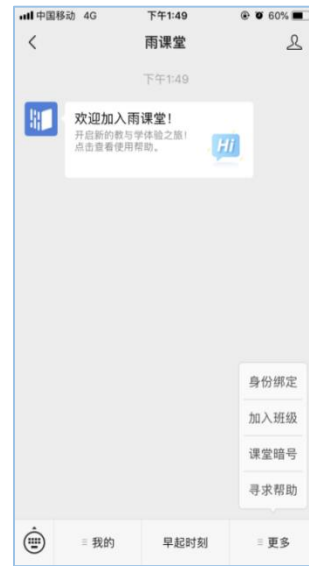 中国移动 4G 下午1:49 60%
雨课堂
下午1:49
欢迎加入雨课堂!
开启新的教与学体验之旅!
点击查看使用帮助。
Hi
身份绑定
加入班级
课堂暗号
寻求帮助
我的 早起时刻 更多